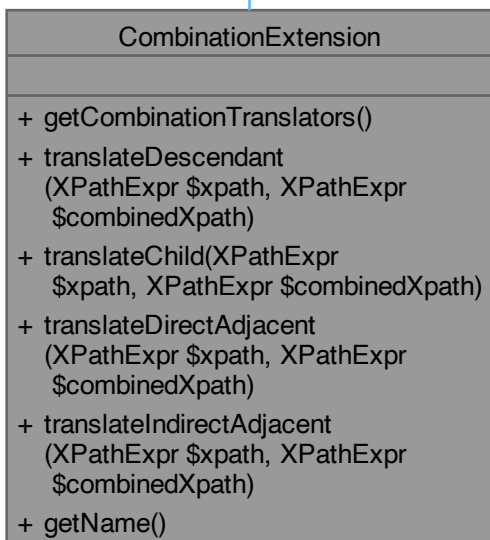 CombinationExtension
+ getCombinationTranslators()
+ translateDescendant
(XPathExpr $xpath, XPathExpr
$combinedXpath)
+ translateChild(XPathExpr
$xpath, XPathExpr $combinedXpath)
+ translateDirectAdjacent
(XPathExpr $xpath, XPathExpr
$combinedXpath)
+ translateIndirectAdjacent
(XPathExpr $xpath, XPathExpr
$combinedXpath)
+ getName()